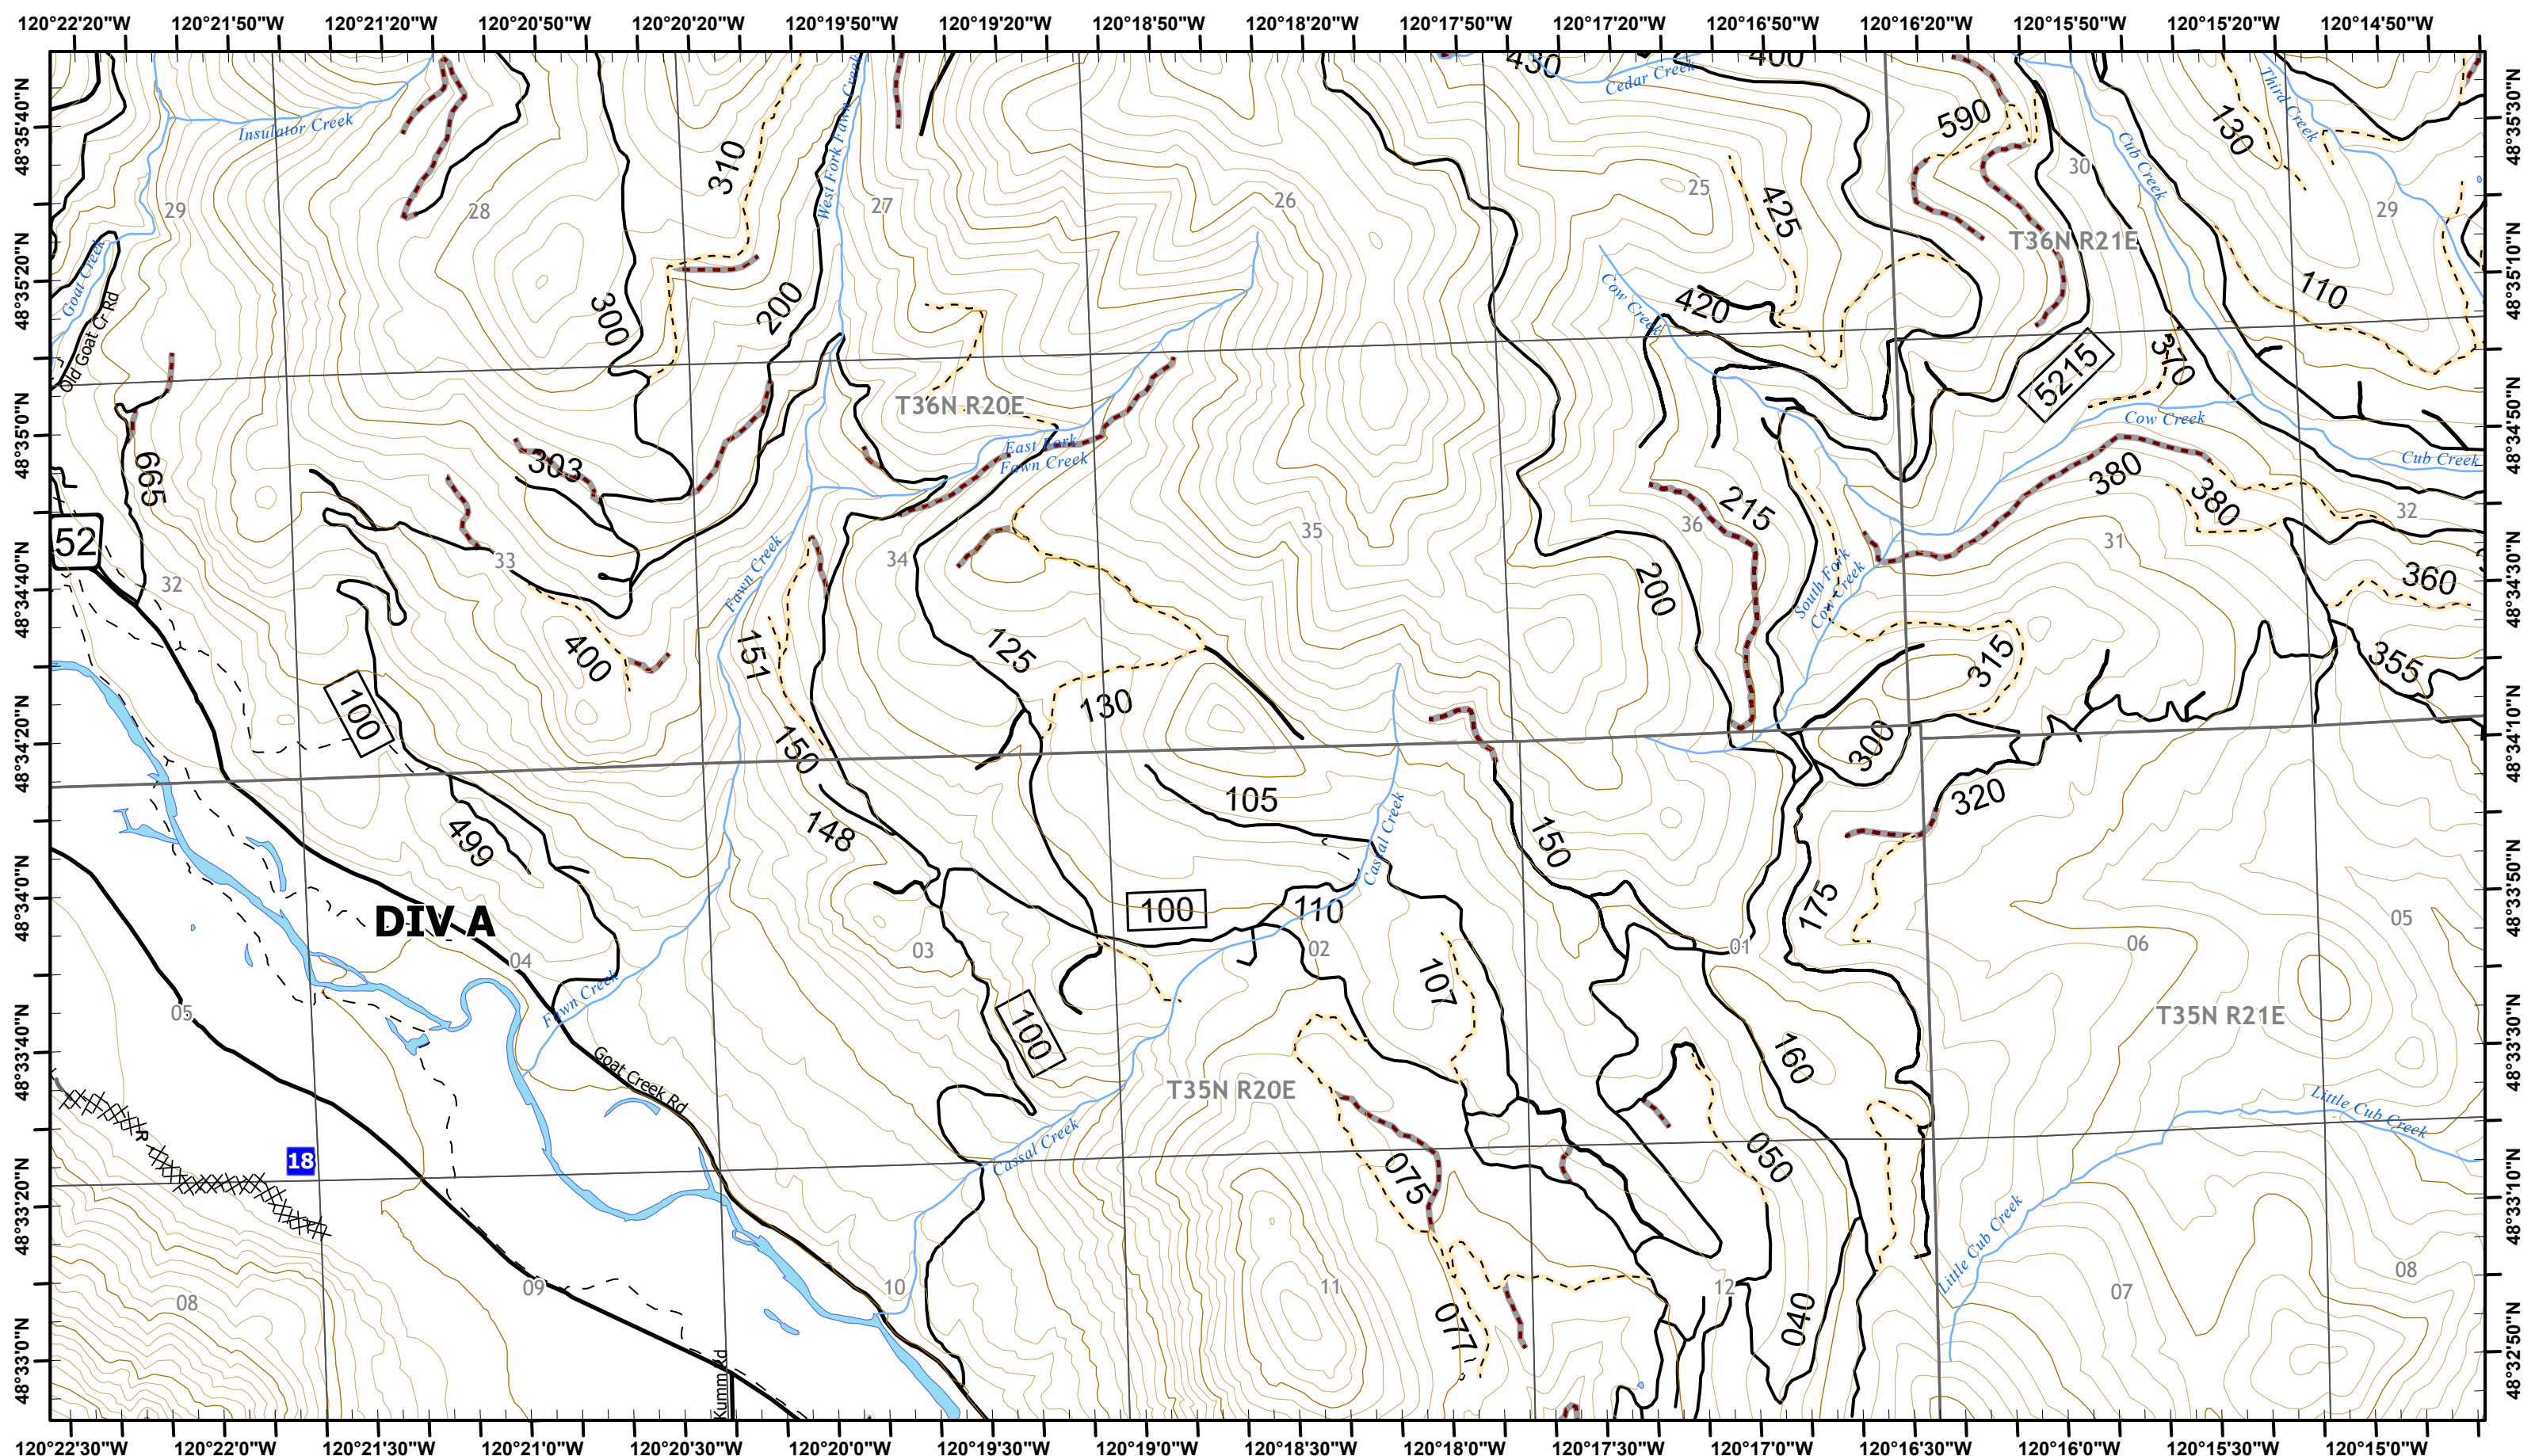 120°22'20"W 120°21'50"W 120°21'20"W 120°20'50"W 120°20'20"W 120°19'50"W 120°19'20"W 120°18'50"W 120°18'20"W 120°17'50"W 120°17'20"W 120°16'50"W 120°16'20"W 120°15'50"W 120°15'20"W 120°14'50"W
48°35'40"N
48°35'20"N
48°35'0"N
48°34'40"N
48°34'20"N
48°34'0"N
48°33'40"N
48°33'20"N
48°33'0"N
430
Cedar Creek
400
Third Creek
Insulator Creek
West Fork Fawn Creek
590
130
Cub Creek
310
30
25
29
28
27
26
425
29
T36N R21E
Goat Creek
Old Goat Cr Rd
300
200
Cow Creek
420
110
370
5215
T36N R20E
Cow Creek
East Fork
Fawn Creek
Cub Creek
303
665
380
380
215
36
32
35
31
52
33
34
32
Fawn Creek
South Fork
Cow Creek
200
360
400
151
125
315
355
100
130
150
300
105
320
148
499
Cassal Creek
150
100
110
175
DIV A
05
04
03
02
01
06
107
05
Fawn Creek
100
T35N R21E
Goat Creek Rd
160
T35N R20E
Little Cub Creek
R
18
Cassal Creek
075
050
Little Cub Creek
08
09
10
11
12
07
08
077
040
Kumm Rd
48°35'30"N
48°35'10"N
48°34'50"N
48°34'30"N
48°34'10"N
48°33'50"N
48°33'30"N
48°33'10"N
48°32'50"N
120°22'30"W 120°22'0"W 120°21'30"W 120°21'0"W 120°20'30"W 120°20'0"W 120°19'30"W 120°19'0"W 120°18'30"W 120°18'0"W 120°17'30"W 120°17'0"W 120°16'30"W 120°16'0"W 120°15'30"W 120°15'0"W